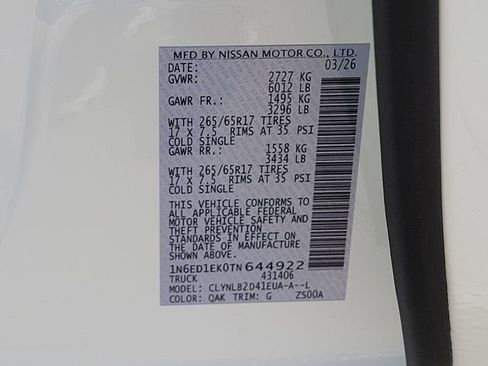 MFD BY NISSAN MOTOR CO., LTD.
DATE: 03/26
GVWR: 2727 KG
6012 LB
GAWR FR.: 1495 KG
3296 LB
WITH 265/65R17 TIRES
17 X 7.5 RIMS AT 35 PSI
COLD SINGLE
GAWR RR.: 1558 KG
3434 LB
WITH 265/65R17 TIRES
17 X 7.5 RIMS AT 35 PSI
COLD SINGLE
THIS VEHICLE CONFORMS TO
ALL APPLICABLE FEDERAL
MOTOR VEHICLE SAFETY AND
THEFT PREVENTION
STANDARDS IN EFFECT ON
THE DATE OF MANUFACTURE
SHOWN ABOVE.
1N6ED1EK0TN644922
TRUCK 431406
MODEL: CLYNLB2D41EUA-A--L
COLOR: QAK TRIM: G ZS00A